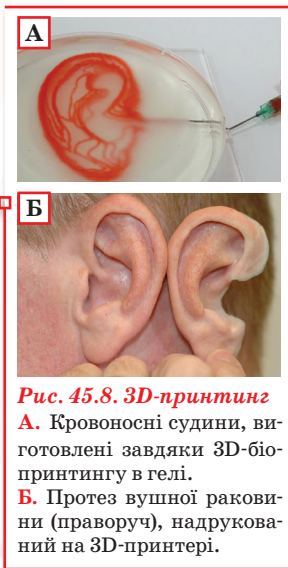 А
Б
Рис. 45.8. 3D-принтинг
А. Кровоносні судини, ви-
готовлені завдяки 3D-біо-
принтингу в гелі.
Б. Протез вушної ракови-
ни (праворуч), надрукова-
ний на 3D-принтері.